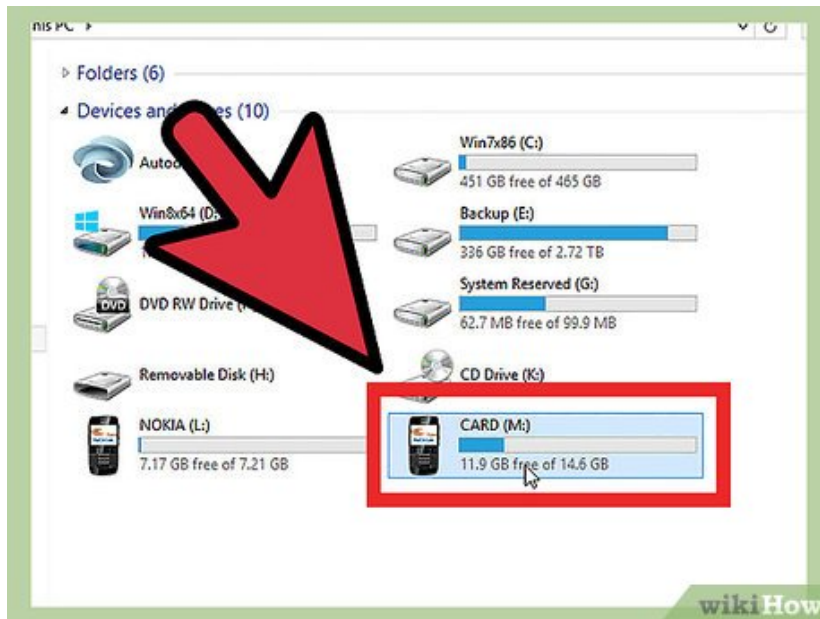 PC
Folders (6)
Devices and (10)
Win7x86 (C:)
451 GB free of 465 GB
Win8x64
Backup (E:)
336 GB free of 2.72 TB
DVD RW Drive
System Reserved (G:)
62.7 MB free of 99.9 MB
Removable Disk (H:)
CD Drive (K:)
NOKIA (L:)
7.17 GB free of 7.21 GB
CARD (M:)
11.9 GB free of 14.6 GB
wikiHow